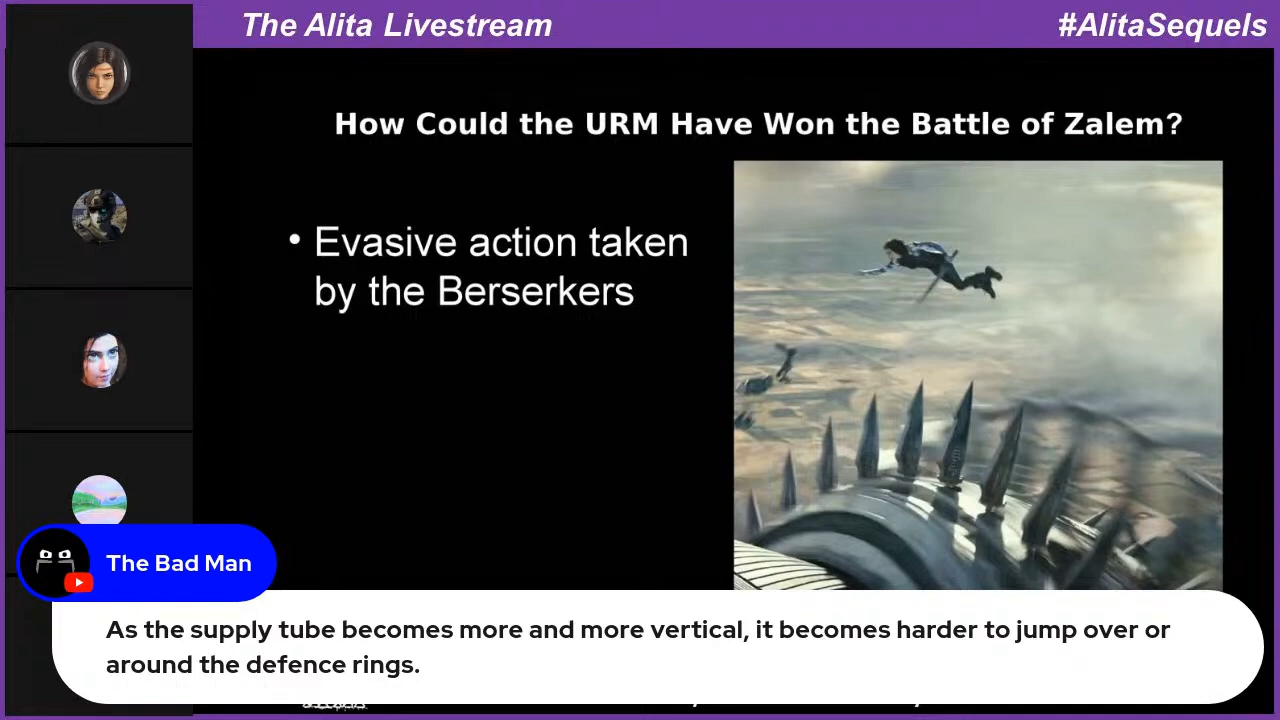 The Alita Livestream
#AlitaSequels
How Could the URM Have Won the Battle of Zalem?
• Evasive action taken
by the Berserkers
The Bad Man
As the supply tube becomes more and more vertical, it becomes harder to jump over or
around the defence rings.